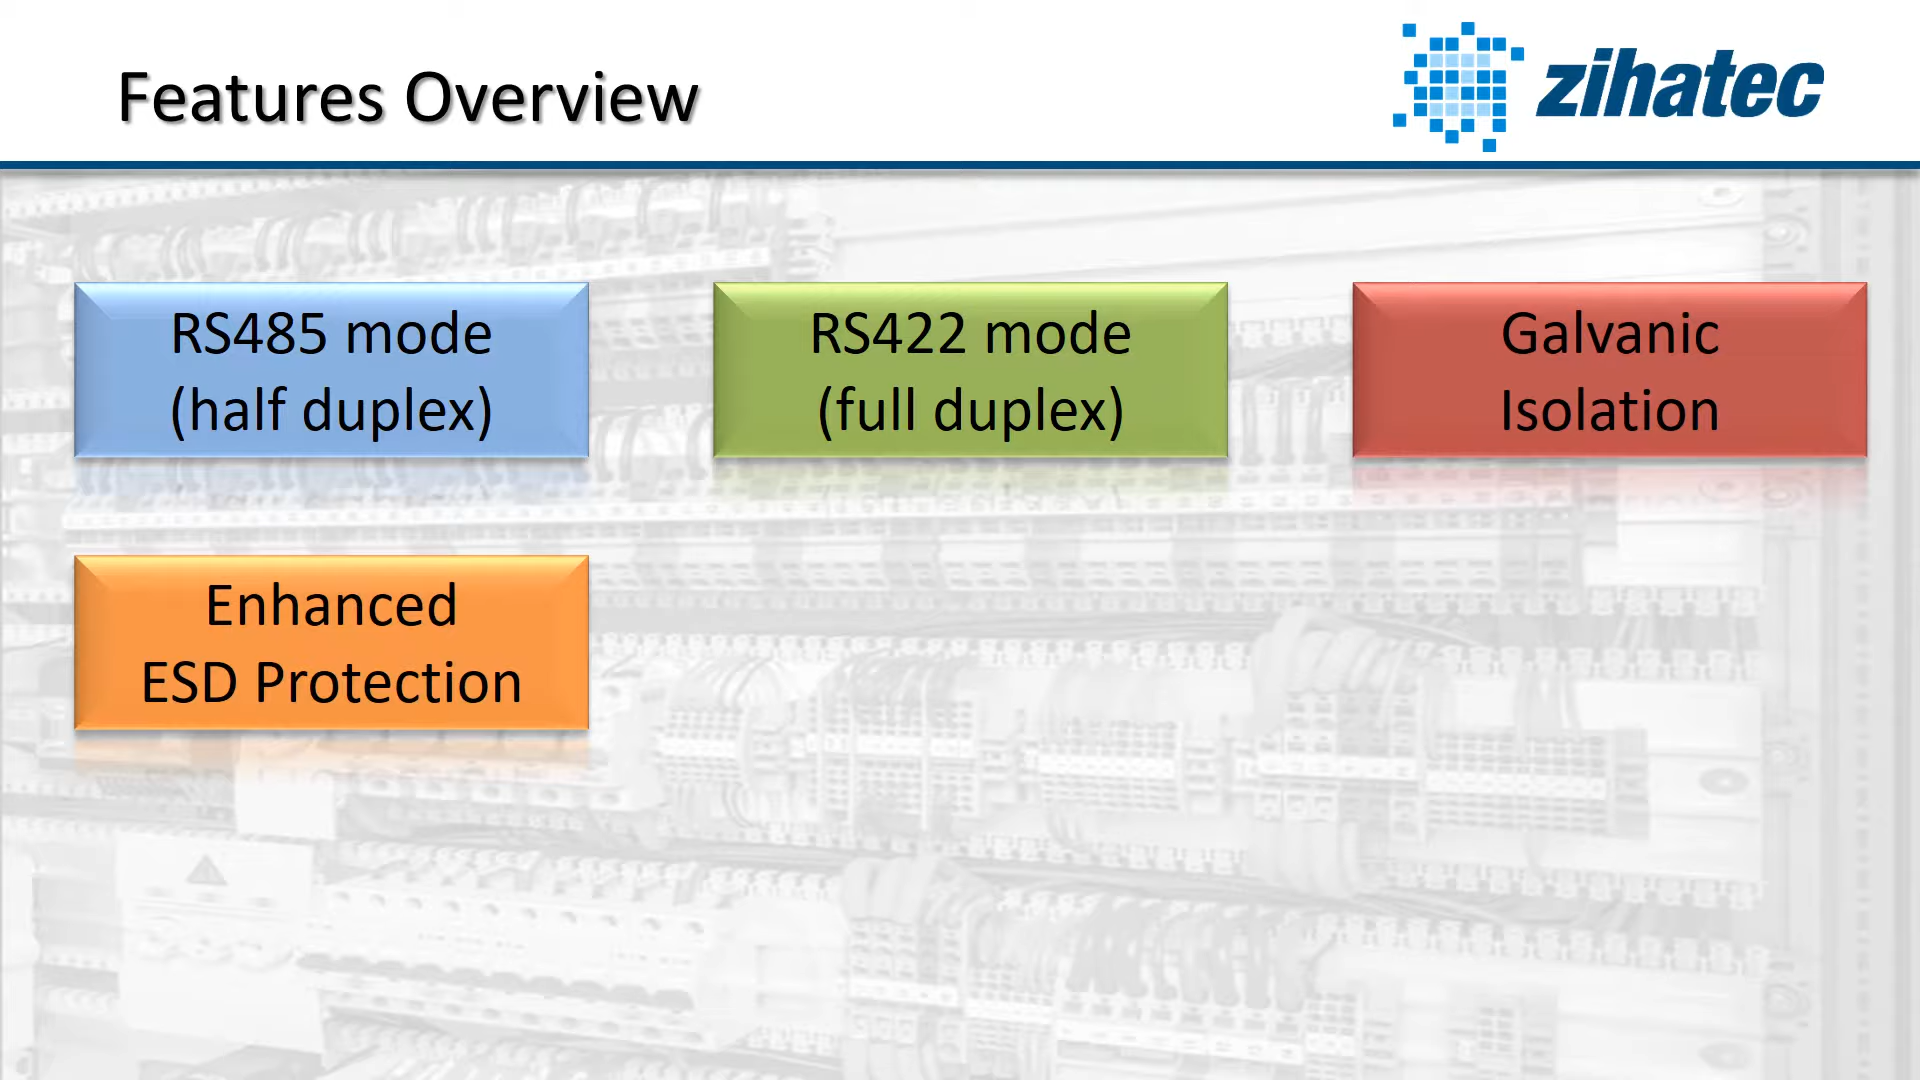 Features Overview
zihatec
RS485 mode
(half duplex)
RS422 mode
(full duplex)
Galvanic
Isolation
Enhanced
ESD Protection